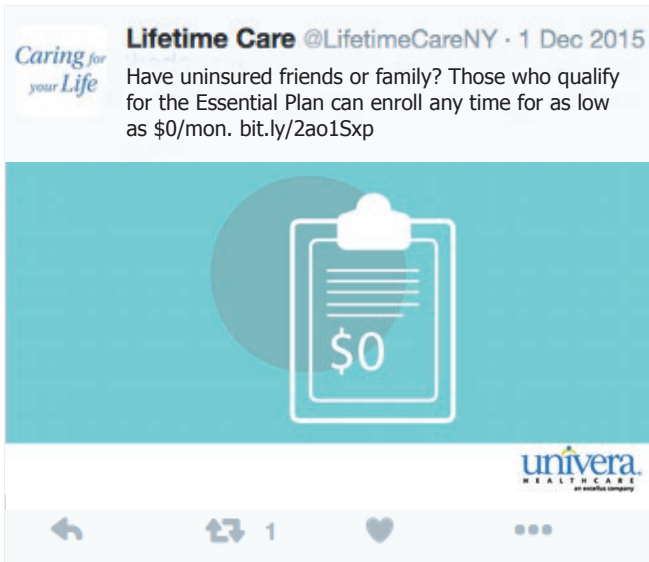 Caring for
your Life
Lifetime Care @LifetimeCareNY · 1 Dec 2015
Have uninsured friends or family? Those who qualify
for the Essential Plan can enroll any time for as low
as $0/mon. bit.ly/2ao1Sxp
$0
univera
HEALTHCARE
an excellus company
1